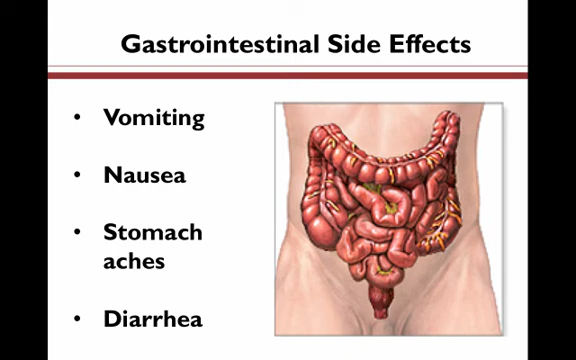 Gastrointestinal Side Effects
• Vomiting
• Nausea
• Stomach
aches
• Diarrhea